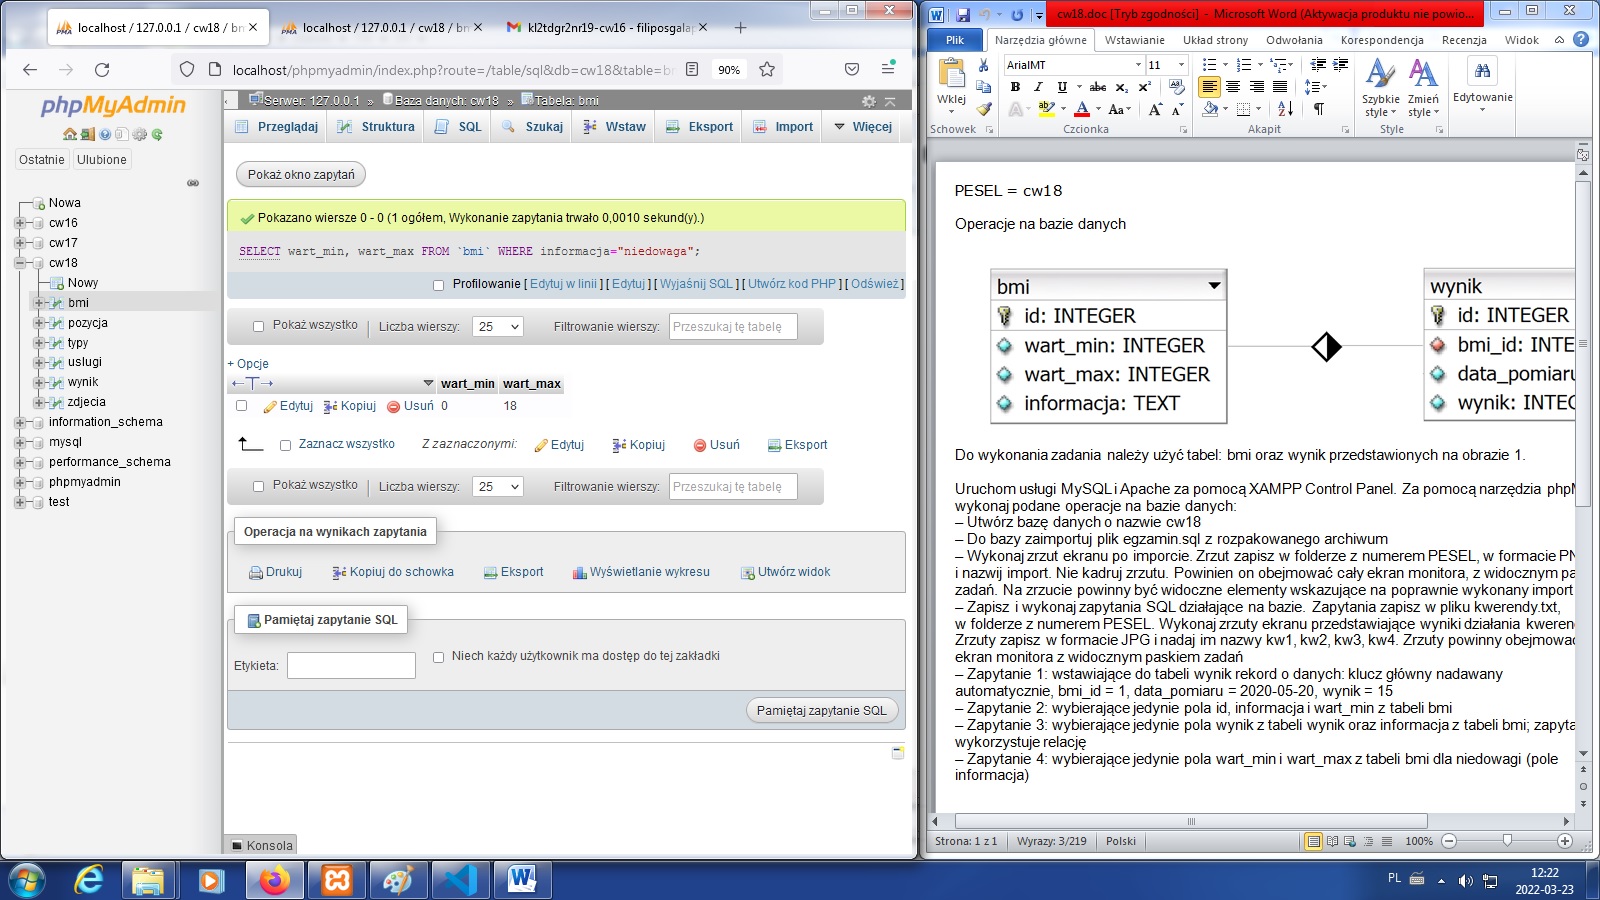 localhost / 127.0.0.1 / cw18 / bm
localhost / 127.0.0.1 / cw18 / bm
kl2tdgr2nr19-cw16 - filiposgala
localhost/phpmyadmin/index.php?route=/table/sql&db=cw18&table=bm
90%
phpMyAdmin
Ostatnie
Ulubione
Nowa
cw16
cw17
cw18
Nowy
bmi
pozycja
typy
uslugi
wynik
zdjecia
information_schema
mysql
performance_schema
phpmyadmin
test
Serwer: 127.0.0.1 » Baza danych: cw18 » Tabela: bmi
Przeglądaj
Struktura
SQL
Szukaj
Wstaw
Eksport
Import
Więcej
Pokaż okno zapytań
Pokazano wiersze 0 - 0 (1 ogółem, Wykonanie zapytania trwało 0,0010 sekund(y).)
SELECT wart_min, wart_max FROM `bmi` WHERE informacja="niedowaga";
Profilowanie [ Edytuj w linii ] [ Edytuj ] [ Wyjaśnij SQL ] [ Utwórz kod PHP ] [ Odśwież ]
Pokaż wszystko
Liczba wierszy:
25
Filtrowanie wierszy:
Przeszukaj tę tabelę
+ Opcje
←T→
wart_min
wart_max
Edytuj
Kopiuj
Usuń
0
18
Zaznacz wszystko
Z zaznaczonymi:
Edytuj
Kopiuj
Usuń
Eksport
Pokaż wszystko
Liczba wierszy:
25
Filtrowanie wierszy:
Przeszukaj tę tabelę
Operacja na wynikach zapytania
Drukuj
Kopiuj do schowka
Eksport
Wyświetlanie wykresu
Utwórz widok
Pamiętaj zapytanie SQL
Etykieta:
Niech każdy użytkownik ma dostęp do tej zakładki
Pamiętaj zapytanie SQL
Konsola
cw18.doc [Tryb zgodności] - Microsoft Word (Aktywacja produktu nie powio...
Plik
Narzędzia główne
Wstawianie
Układ strony
Odwołania
Korespondencja
Recenzja
Widok
Wklej
ArialMT
11
Szybkie style
Zmień style
Edytowanie
Schowek
Czcionka
Akapit
Style
PESEL = cw18
Operacje na bazie danych
bmi
id: INTEGER
wart_min: INTEGER
wart_max: INTEGER
informacja: TEXT
wynik
id: INTEGER
bmi_id: INTE
data_pomiaru
wynik: INTEG
Do wykonania zadania należy użyć tabel: bmi oraz wynik przedstawionych na obrazie 1.
Uruchom usługi MySQL i Apache za pomocą XAMPP Control Panel. Za pomocą narzędzia phpM
wykonaj podane operacje na bazie danych:
– Utwórz bazę danych o nazwie cw18
– Do bazy zaimportuj plik egzamin.sql z rozpakowanego archiwum
– Wykonaj zrzut ekranu po imporcie. Zrzut zapisz w folderze z numerem PESEL, w formacie PN
i nazwij import. Nie kadruj zrzutu. Powinien on obejmować cały ekran monitora, z widocznym pa
zadań. Na zrzucie powinny być widoczne elementy wskazujące na poprawnie wykonany import
– Zapisz i wykonaj zapytania SQL działające na bazie. Zapytania zapisz w pliku kwerendy.txt,
w folderze z numerem PESEL. Wykonaj zrzuty ekranu przedstawiające wyniki działania kweren
Zrzuty zapisz w formacie JPG i nadaj im nazwy kw1, kw2, kw3, kw4. Zrzuty powinny obejmować
ekran monitora z widocznym paskiem zadań
– Zapytanie 1: wstawiające do tabeli wynik rekord o danych: klucz główny nadawany
automatycznie, bmi_id = 1, data_pomiaru = 2020-05-20, wynik = 15
– Zapytanie 2: wybierające jedynie pola id, informacja i wart_min z tabeli bmi
– Zapytanie 3: wybierające jedynie pola wynik z tabeli wynik oraz informacja z tabeli bmi; zapyta
wykorzystuje relację
– Zapytanie 4: wybierające jedynie pola wart_min i wart_max z tabeli bmi dla niedowagi (pole
informacja)
Strona: 1 z 1
Wyrazy: 3/219
Polski
100%
PL
12:22
2022-03-23